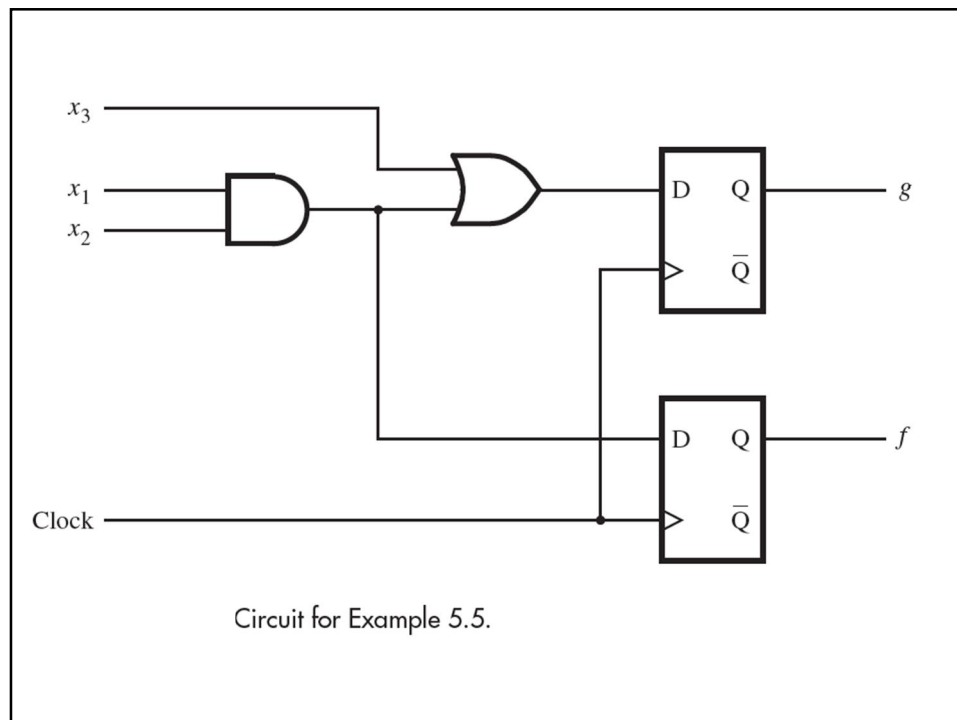 x3
x1
x2
D Q
g
Q̅
D Q
f
Clock
Q̅
Circuit for Example 5.5.